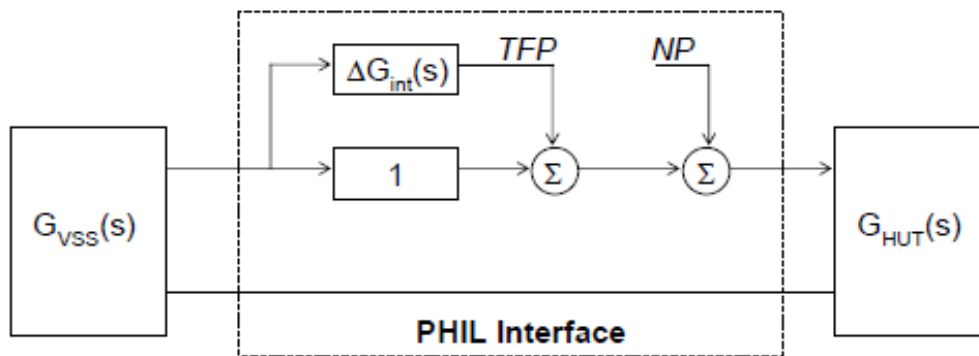 TFP
NP
ΔG_int(s)
1
Σ
Σ
G_VSS(s)
G_HUT(s)
PHIL Interface